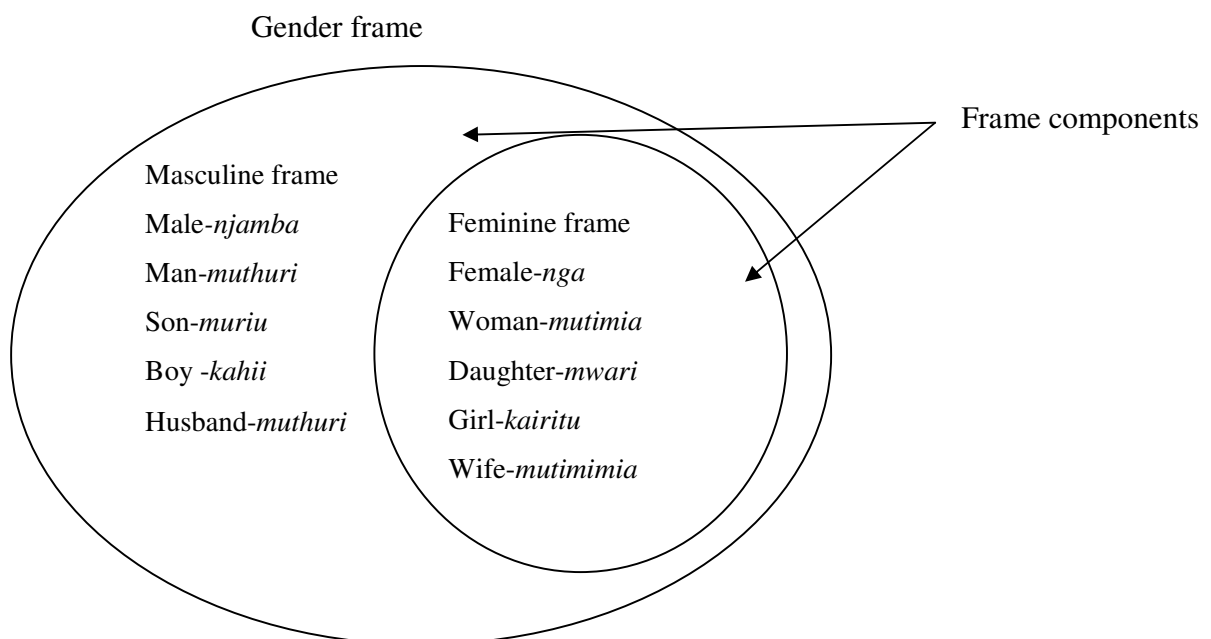 Gender frame
Frame components
Masculine frame
Male-njamba
Man-muthuri
Son-muriu
Boy -kahii
Husband-muthuri
Feminine frame
Female-nga
Woman-mutimia
Daughter-mwari
Girl-kairitu
Wife-mutimimia